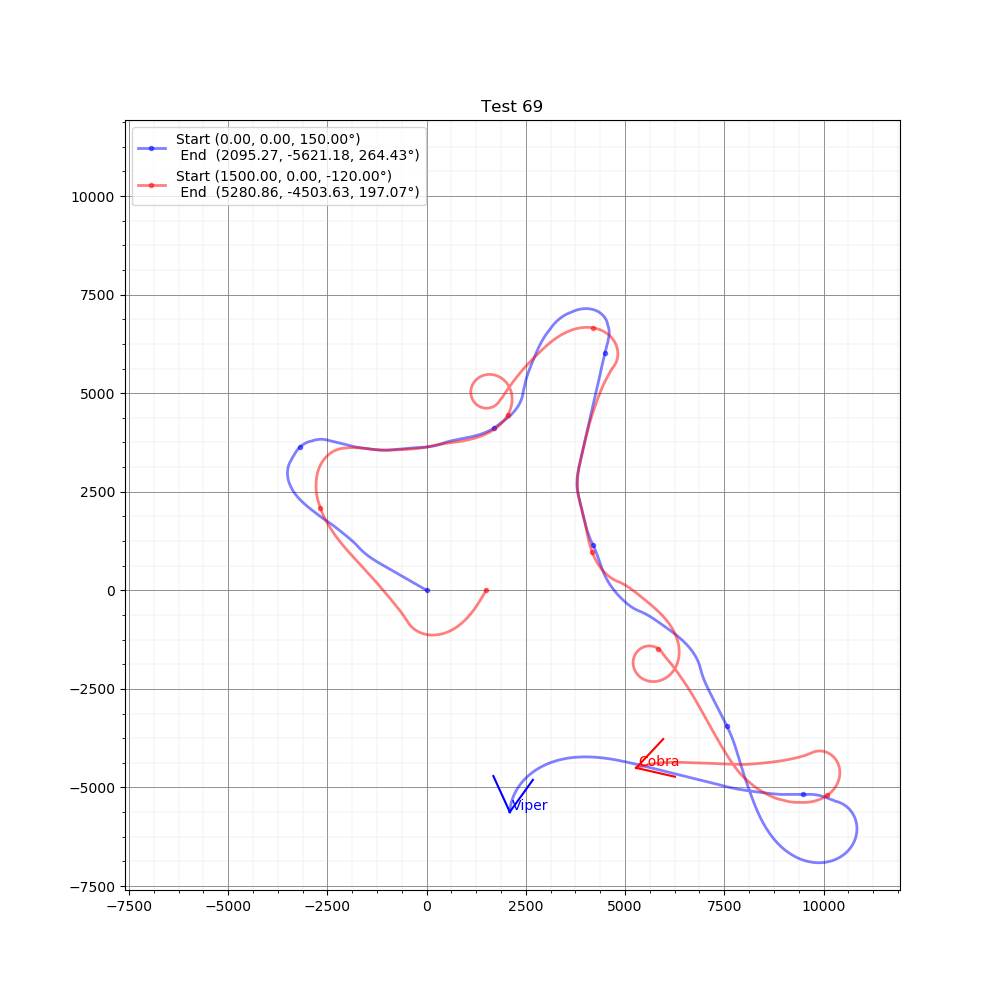 Test 69
Start (0.00, 0.00, 150.00°)
End  (2095.27, -5621.18, 264.43°)
Start (1500.00, 0.00, -120.00°)
End  (5280.86, -4503.63, 197.07°)
10000
7500
5000
2500
0
−2500
−5000
−7500
Cobra
Viper
−7500 −5000 −2500 0 2500 5000 7500 10000